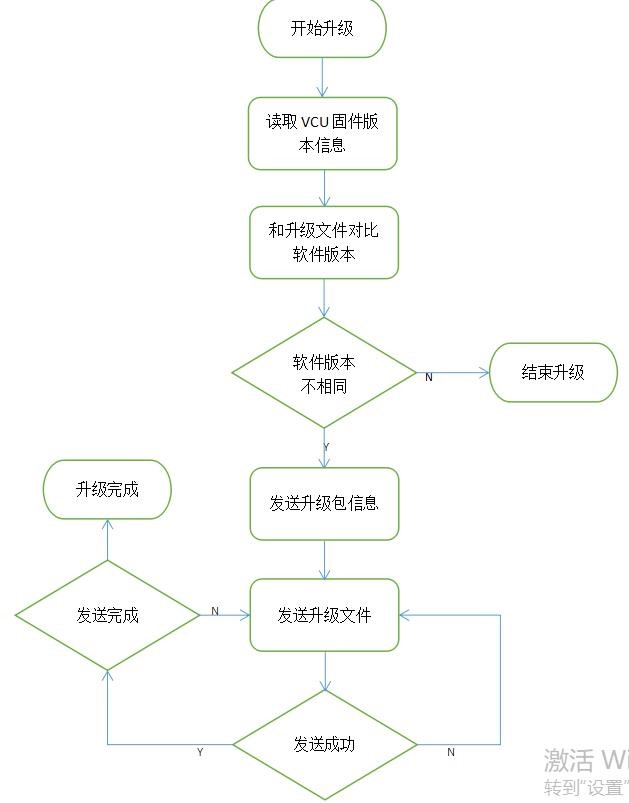 开始升级
读取 VCU 固件版
本信息
和升级文件对比
软件版本
软件版本
不相同
N
结束升级
Y
发送升级包信息
升级完成
发送完成
N
发送升级文件
发送成功
Y
N
激活 Wi
转到"设置"